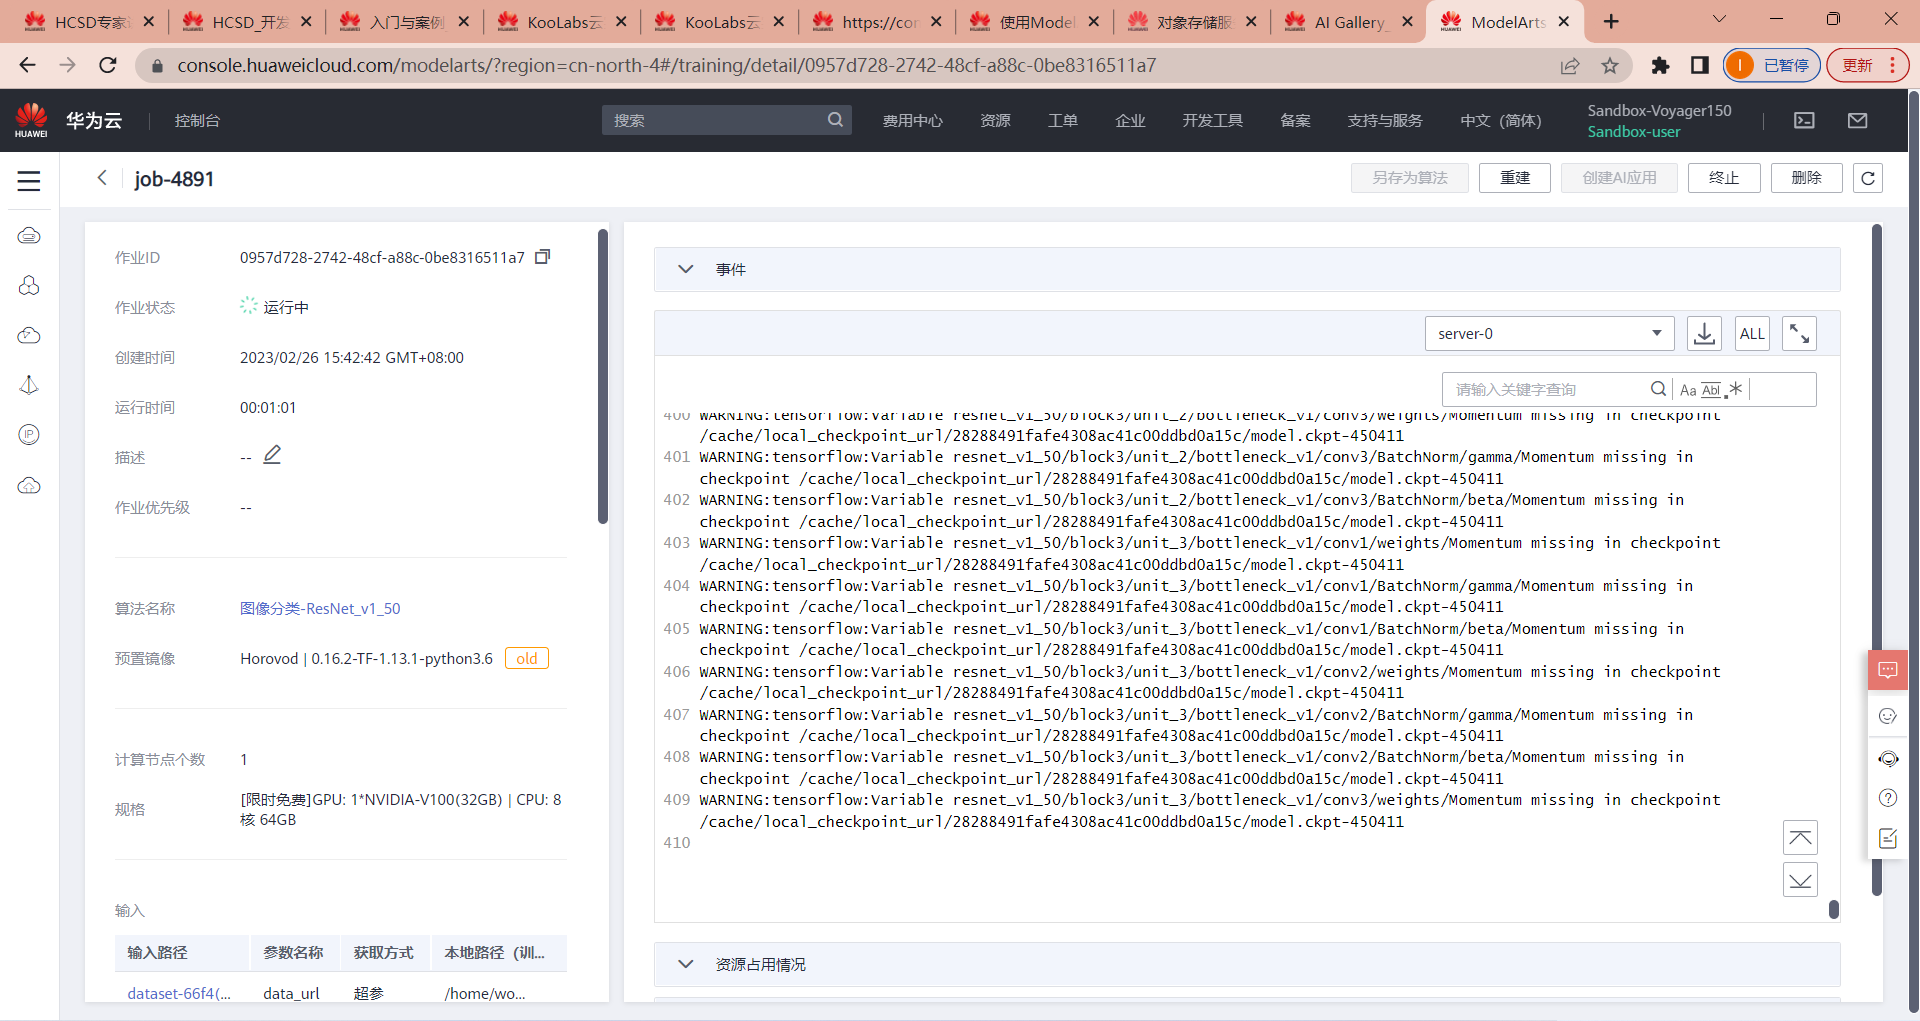 HCSD专家
HCSD_开发
入门与案例
KooLabs云
KooLabs云
https://con
使用Model
对象存储服
AI Gallery_
ModelArts
console.huaweicloud.com/modelarts/?region=cn-north-4#/training/detail/0957d728-2742-48cf-a88c-0be8316511a7
I
已暂停
更新
HUAWEI
华为云
控制台
搜索
费用中心
资源
工单
企业
开发工具
备案
支持与服务
中文（简体）
Sandbox-Voyager150
Sandbox-user
job-4891
另存为算法
重建
创建AI应用
终止
删除
作业ID
0957d728-2742-48cf-a88c-0be8316511a7
作业状态
运行中
创建时间
2023/02/26 15:42:42 GMT+08:00
运行时间
00:01:01
描述
--
作业优先级
--
算法名称
图像分类-ResNet_v1_50
预置镜像
Horovod | 0.16.2-TF-1.13.1-python3.6
old
计算节点个数
1
规格
[限时免费]GPU: 1*NVIDIA-V100(32GB) | CPU: 8
核 64GB
输入
输入路径
参数名称
获取方式
本地路径（训...
dataset-66f4(...
data_url
超参
/home/wo...
事件
server-0
ALL
请输入关键字查询
Aa
Abl
.*
400 WARNING:tensorflow:Variable resnet_v1_50/block3/unit_2/bottleneck_v1/conv3/weights/Momentum missing in checkpoint
/cache/local_checkpoint_url/28288491fafe4308ac41c00ddbd0a15c/model.ckpt-450411
401 WARNING:tensorflow:Variable resnet_v1_50/block3/unit_2/bottleneck_v1/conv3/BatchNorm/gamma/Momentum missing in
checkpoint /cache/local_checkpoint_url/28288491fafe4308ac41c00ddbd0a15c/model.ckpt-450411
402 WARNING:tensorflow:Variable resnet_v1_50/block3/unit_2/bottleneck_v1/conv3/BatchNorm/beta/Momentum missing in
checkpoint /cache/local_checkpoint_url/28288491fafe4308ac41c00ddbd0a15c/model.ckpt-450411
403 WARNING:tensorflow:Variable resnet_v1_50/block3/unit_3/bottleneck_v1/conv1/weights/Momentum missing in checkpoint
/cache/local_checkpoint_url/28288491fafe4308ac41c00ddbd0a15c/model.ckpt-450411
404 WARNING:tensorflow:Variable resnet_v1_50/block3/unit_3/bottleneck_v1/conv1/BatchNorm/gamma/Momentum missing in
checkpoint /cache/local_checkpoint_url/28288491fafe4308ac41c00ddbd0a15c/model.ckpt-450411
405 WARNING:tensorflow:Variable resnet_v1_50/block3/unit_3/bottleneck_v1/conv1/BatchNorm/beta/Momentum missing in
checkpoint /cache/local_checkpoint_url/28288491fafe4308ac41c00ddbd0a15c/model.ckpt-450411
406 WARNING:tensorflow:Variable resnet_v1_50/block3/unit_3/bottleneck_v1/conv2/weights/Momentum missing in checkpoint
/cache/local_checkpoint_url/28288491fafe4308ac41c00ddbd0a15c/model.ckpt-450411
407 WARNING:tensorflow:Variable resnet_v1_50/block3/unit_3/bottleneck_v1/conv2/BatchNorm/gamma/Momentum missing in
checkpoint /cache/local_checkpoint_url/28288491fafe4308ac41c00ddbd0a15c/model.ckpt-450411
408 WARNING:tensorflow:Variable resnet_v1_50/block3/unit_3/bottleneck_v1/conv2/BatchNorm/beta/Momentum missing in
checkpoint /cache/local_checkpoint_url/28288491fafe4308ac41c00ddbd0a15c/model.ckpt-450411
409 WARNING:tensorflow:Variable resnet_v1_50/block3/unit_3/bottleneck_v1/conv3/weights/Momentum missing in checkpoint
/cache/local_checkpoint_url/28288491fafe4308ac41c00ddbd0a15c/model.ckpt-450411
410
资源占用情况